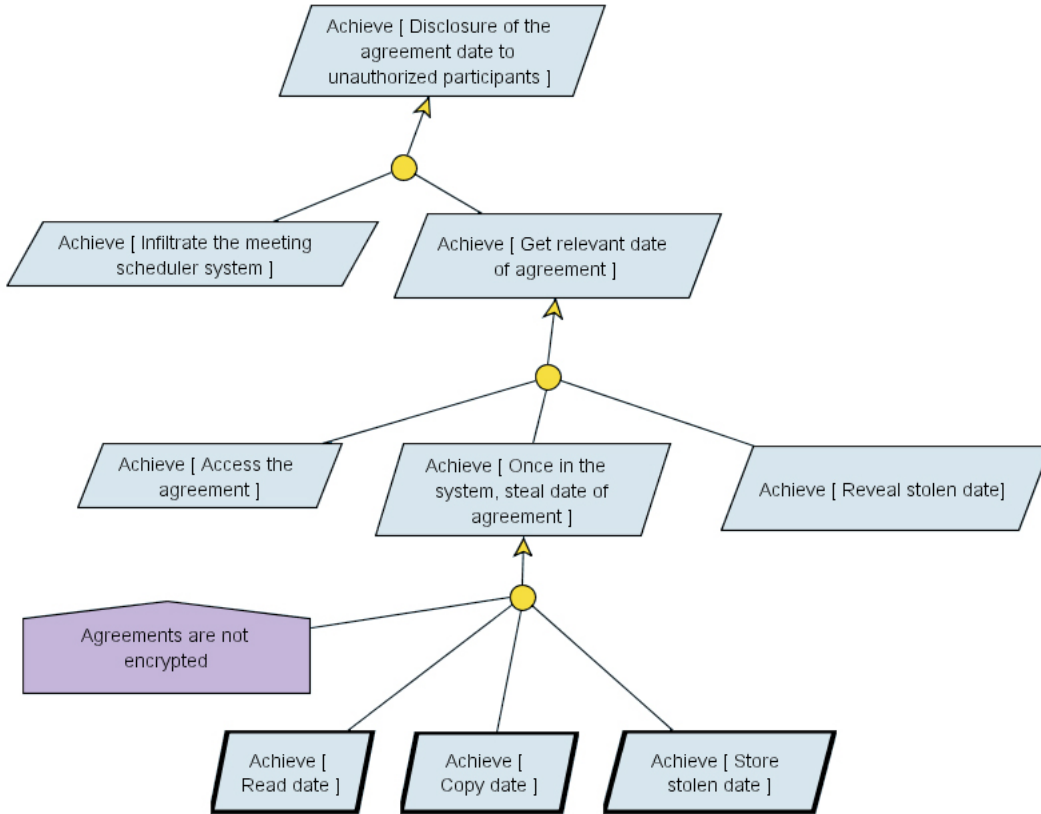 Achieve [ Disclosure of the
agreement date to
unauthorized participants ]
Achieve [ Infiltrate the meeting
scheduler system ]
Achieve [ Get relevant date
of agreement ]
Achieve [ Access the
agreement ]
Achieve [ Once in the
system, steal date of
agreement ]
Achieve [ Reveal stolen date]
Agreements are not
encrypted
Achieve [
Read date ]
Achieve [
Copy date ]
Achieve [ Store
stolen date ]